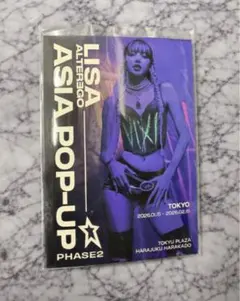 LISA
ALTER EGO
ASIA POP-UP
PHASE2
TOKYO
TOKYU PLAZA
HARAJUKU HARAKADO